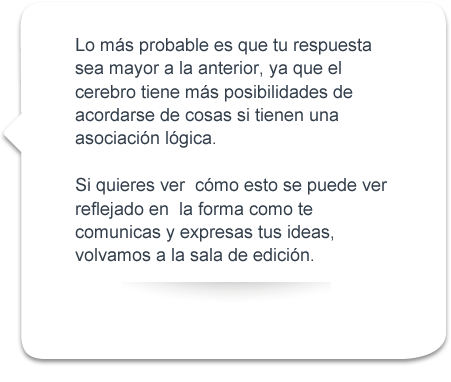 Lo más probable es que tu respuesta
sea mayor a la anterior, ya que el
cerebro tiene más posibilidades de
acordarse de cosas si tienen una
asociación lógica.
Si quieres ver  cómo esto se puede ver
reflejado en  la forma como te
comunicas y expresas tus ideas,
volvamos a la sala de edición.